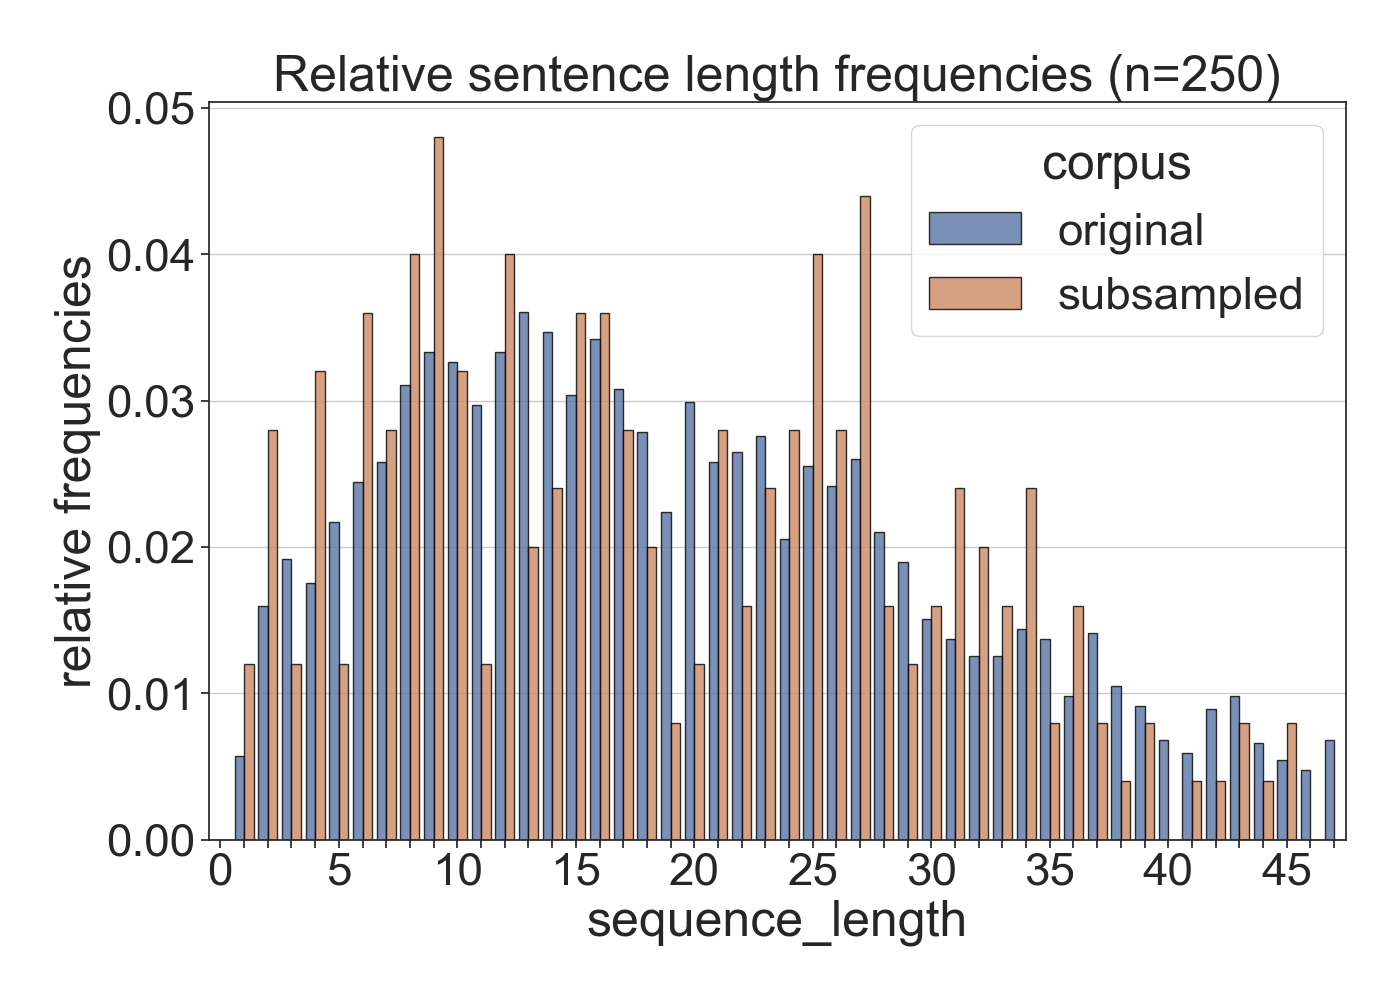 Relative sentence length frequencies (n=250)
0.05
0.04
0.03
0.02
0.01
0.00
relative frequencies
corpus
original
subsampled
0 5 10 15 20 25 30 35 40 45
sequence_length